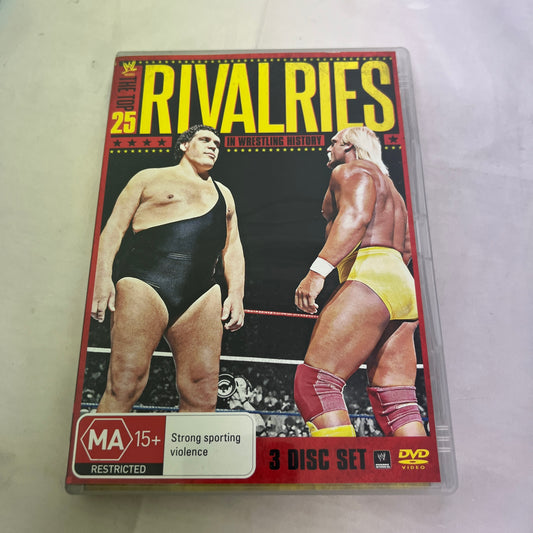 W
THE TOP
25
RIVALRIES
IN WRESTLING HISTORY
MA 15+
RESTRICTED
Strong sporting
violence
3 DISC SET
W
DVD
VIDEO